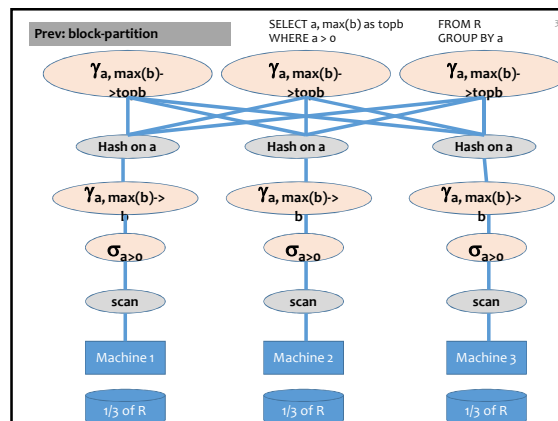 Prev: block-partition
SELECT a, max(b) as topb
WHERE a > 0
FROM R
GROUP BY a
3
γa, max(b)-
>topb
γa, max(b)-
>topb
γa, max(b)-
>topb
Hash on a
Hash on a
Hash on a
γa, max(b)->
b
γa, max(b)->
b
γa, max(b)->
b
σa>0
σa>0
σa>0
scan
scan
scan
Machine 1
Machine 2
Machine 3
1/3 of R
1/3 of R
1/3 of R